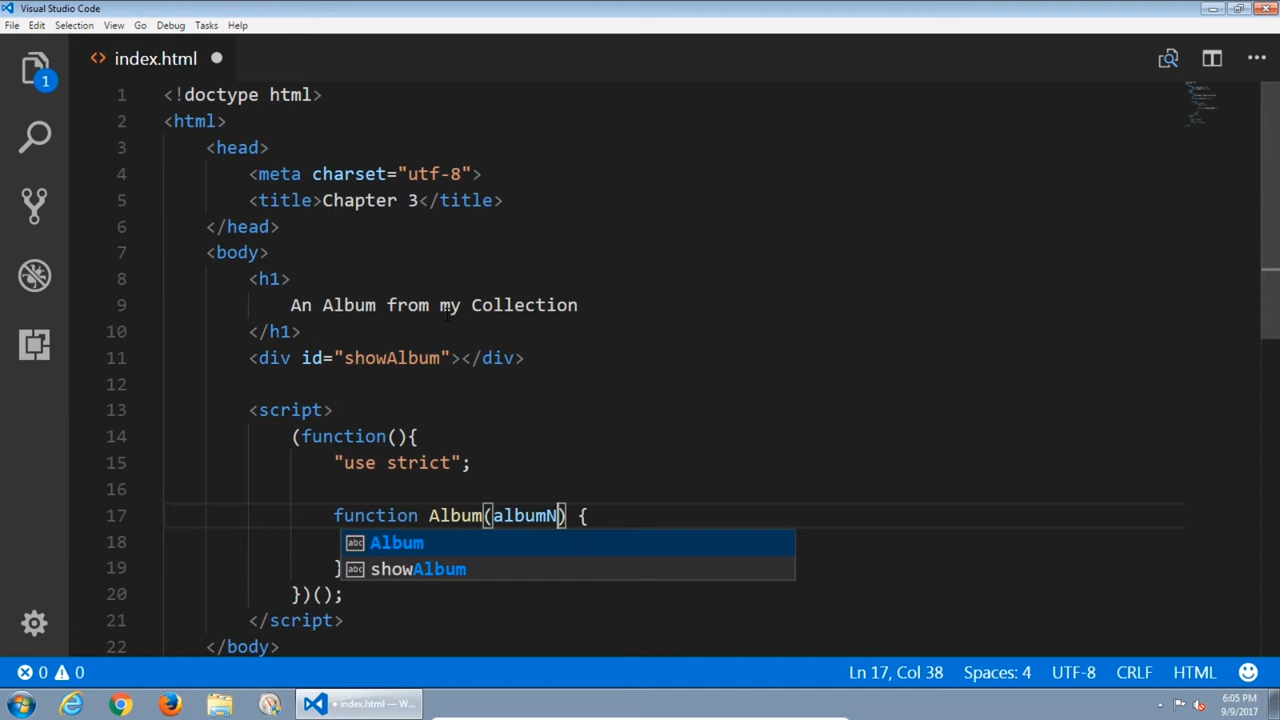 Visual Studio Code
File Edit Selection View Go Debug Tasks Help
1
<> index.html
1 <!doctype html>
2 <html>
3 <head>
4 <meta charset="utf-8">
5 <title>Chapter 3</title>
6 </head>
7 <body>
8 <h1>
9 An Album from my Collection
10 </h1>
11 <div id="showAlbum"></div>
12
13 <script>
14 (function(){
15 "use strict";
16
17 function Album(albumN) {
abc Album
18
abc showAlbum
19 }
20 })();
21 </script>
22 </body>
0 0 Ln 17, Col 38 Spaces: 4 UTF-8 CRLF HTML
• index.html — W...
6:05 PM
9/9/2017